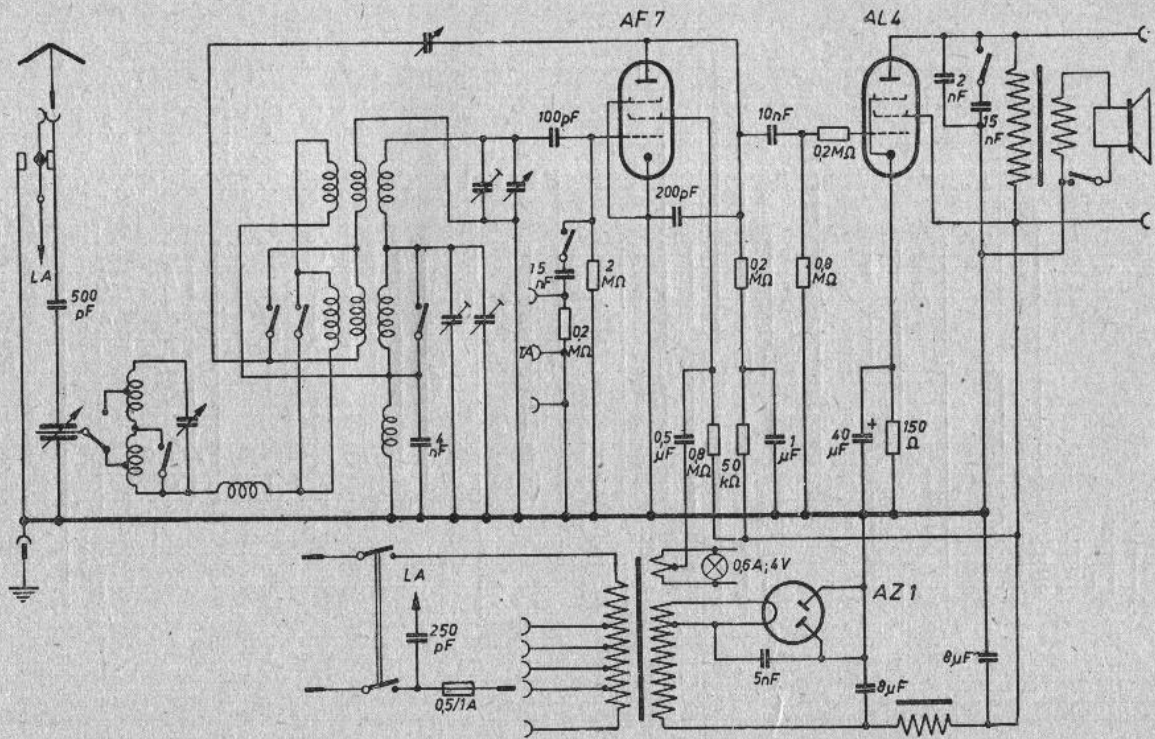 AF 7
AL 4
100pF
10nF
2
nF
15
nF
0,2MΩ
200pF
LA
500
pF
15
nF
2
MΩ
0,2
MΩ
0,8
MΩ
0,2
MΩ
TA
4
nF
0,5
µF
0,8
MΩ
50
kΩ
1
µF
40
µF
+
150
Ω
LA
0,6A;4V
AZ 1
250
pF
5nF
8µF
8µF
0,5/1A